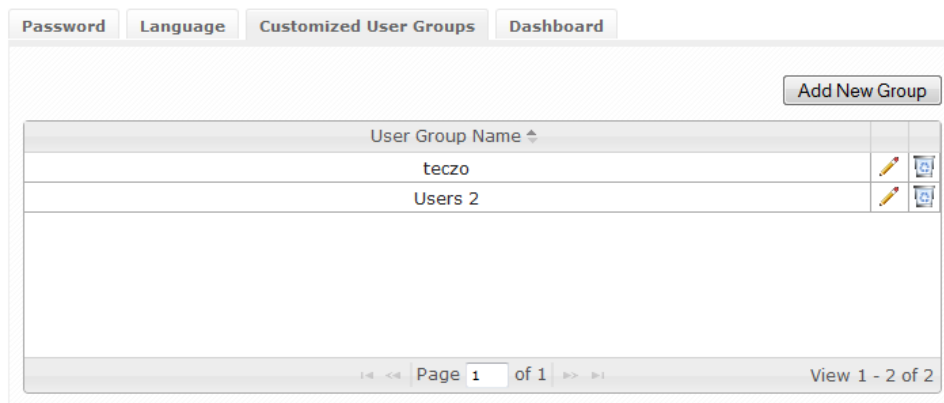 Password Language Customized User Groups Dashboard
Add New Group
User Group Name
teczo
Users 2
Page 1 of 1 View 1 - 2 of 2